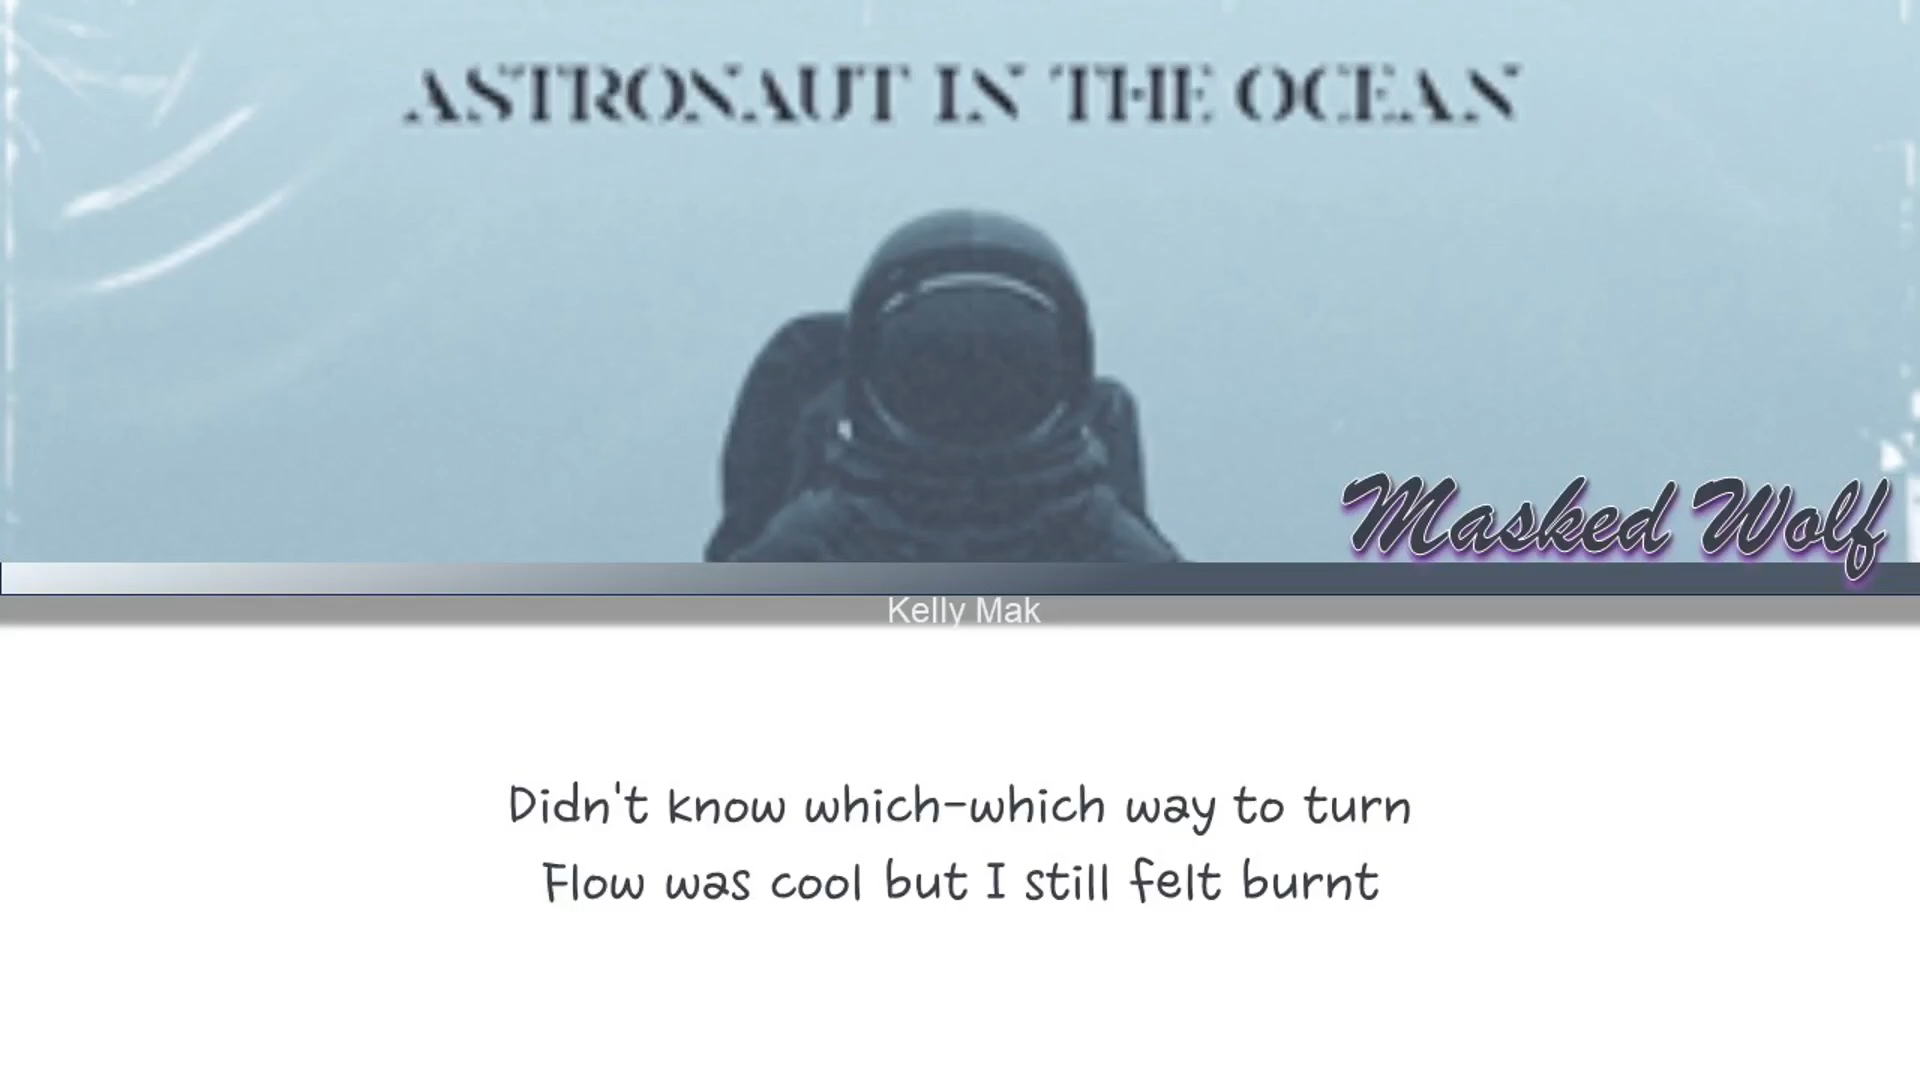 ASTRONAUT IN THE OCEAN
Masked Wolf
Kelly Mak
Didn't know which-which way to turn
Flow was cool but I still felt burnt